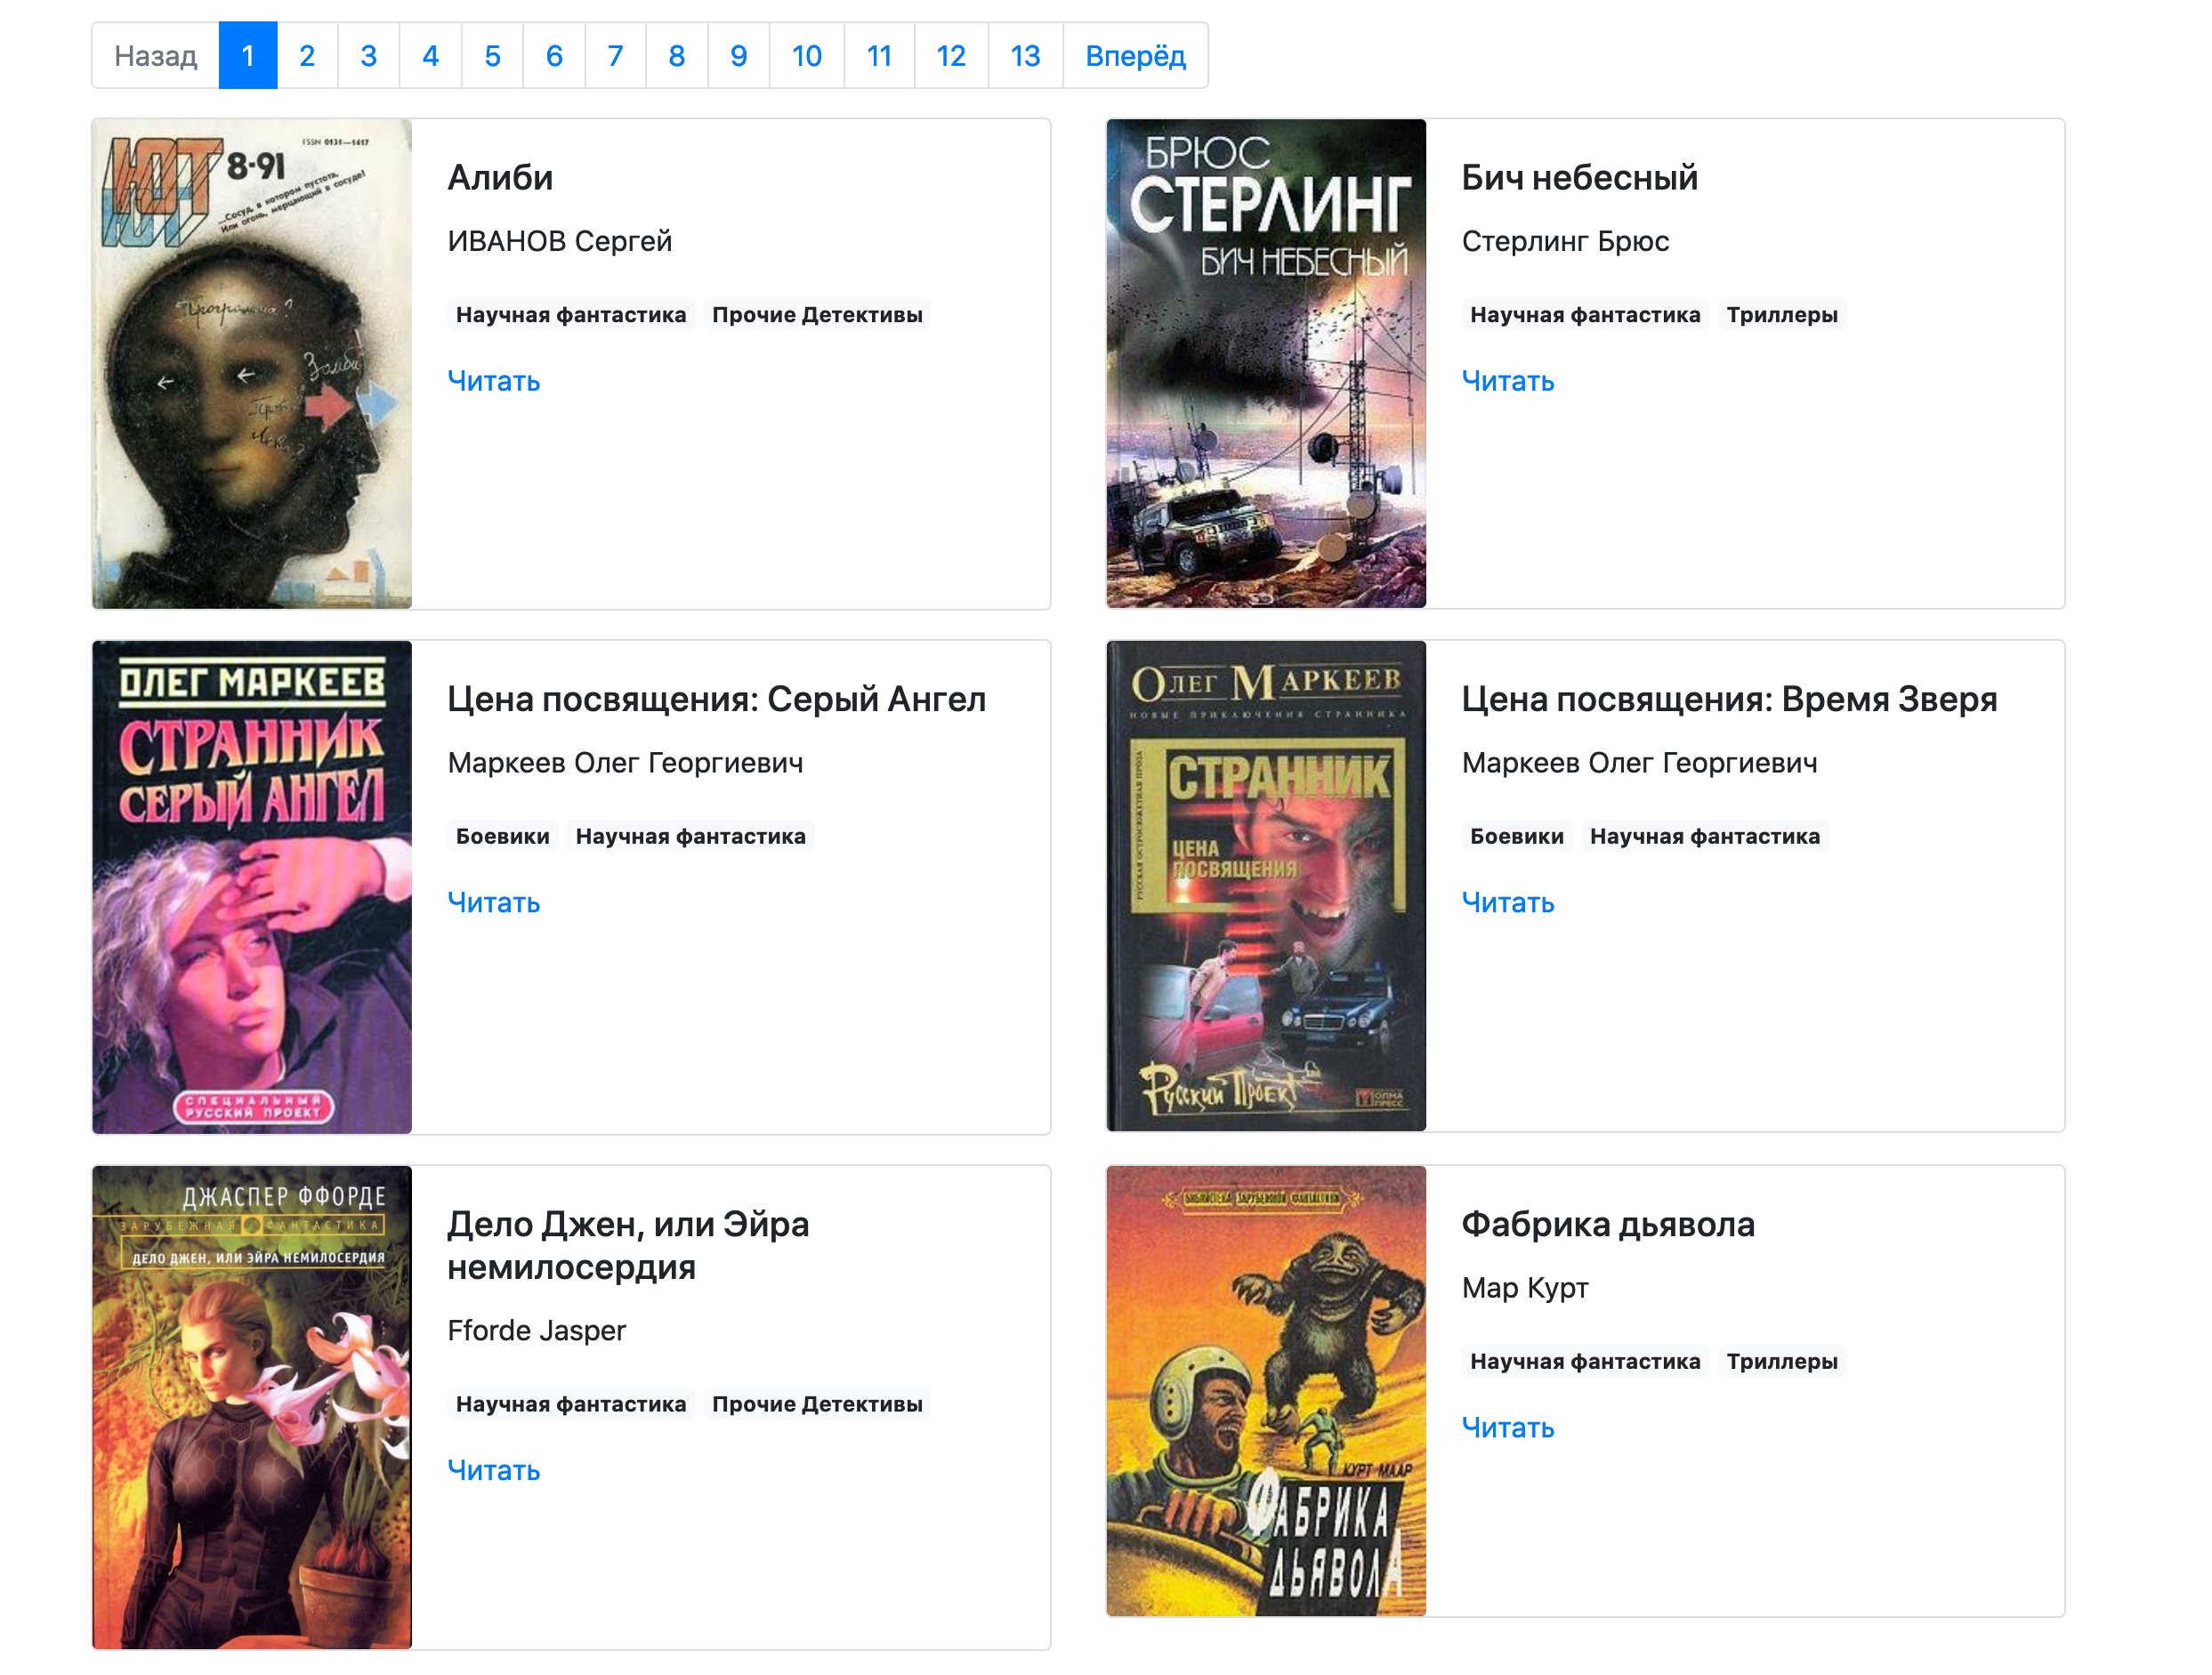 Назад 1 2 3 4 5 6 7 8 9 10 11 12 13 Вперёд
ЮТ
8-91
ISSN 0131—1417
...Сосуд, в котором пустота,
Или огонь, мерцающий в сосуде!
Программа?
Зомби
Алиби
ИВАНОВ Сергей
Научная фантастика Прочие Детективы
Читать
БРЮС
СТЕРЛИНГ
БИЧ НЕБЕСНЫЙ
Бич небесный
Стерлинг Брюс
Научная фантастика Триллеры
Читать
ОЛЕГ МАРКЕЕВ
СТРАННИК
СЕРЫЙ АНГЕЛ
СПЕЦИАЛЬНЫЙ
РУССКИЙ ПРОЕКТ
Цена посвящения: Серый Ангел
Маркеев Олег Георгиевич
Боевики Научная фантастика
Читать
ОЛЕГ МАРКЕЕВ
НОВЫЕ ПРИКЛЮЧЕНИЯ СТРАННИКА
РУССКАЯ ОСТРОСЮЖЕТНАЯ ПРОЗА
СТРАННИК
ЦЕНА
ПОСВЯЩЕНИЯ
Русский Проект
ОЛМА
ПРЕСС
Цена посвящения: Время Зверя
Маркеев Олег Георгиевич
Боевики Научная фантастика
Читать
ДЖАСПЕР ФФОРДЕ
ЗАРУБЕЖНАЯ ФАНТАСТИКА
ДЕЛО ДЖЕН, ИЛИ ЭЙРА НЕМИЛОСЕРДИЯ
Дело Джен, или Эйра
немилосердия
Fforde Jasper
Научная фантастика Прочие Детективы
Читать
БИБЛИОТЕКА ЗАРУБЕЖНОЙ ФАНТАСТИКИ
КУРТ МААР
ФАБРИКА
ДЬЯВОЛА
Фабрика дьявола
Мар Курт
Научная фантастика Триллеры
Читать